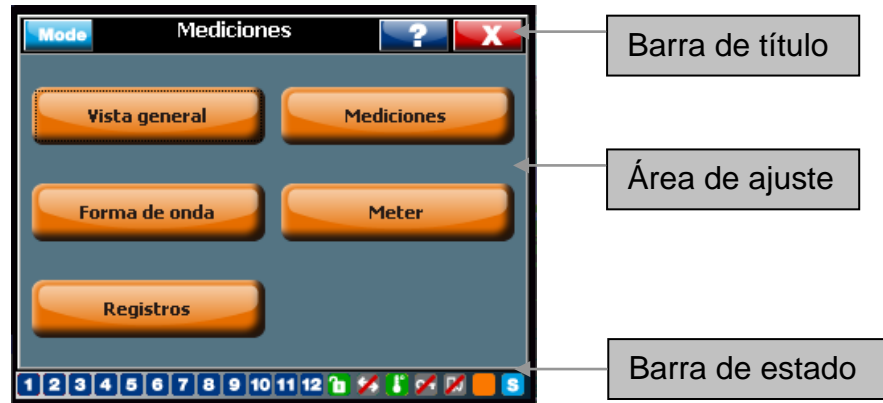 Mode Mediciones ? X
Barra de título
Vista general Mediciones
Área de ajuste
Forma de onda Meter
Registros
Barra de estado
1 2 3 4 5 6 7 8 9 10 11 12 S